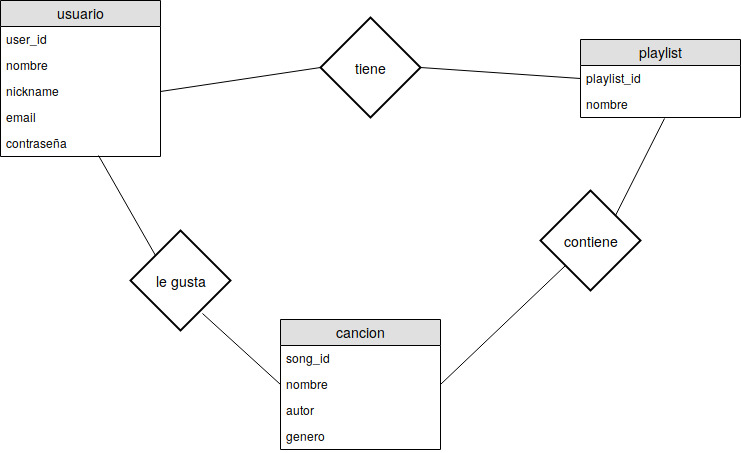 usuario
user_id
nombre
nickname
email
contraseña
tiene
playlist
playlist_id
nombre
contiene
le gusta
cancion
song_id
nombre
autor
genero